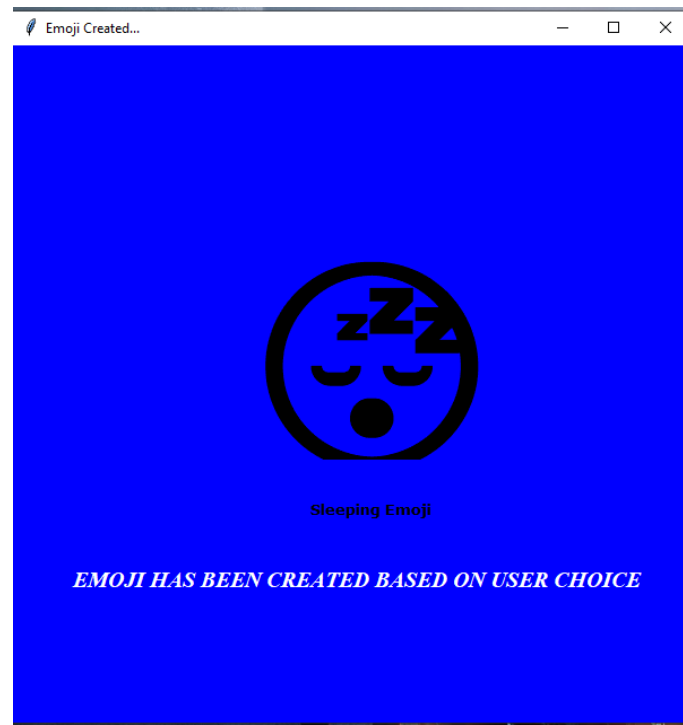 Emoji Created...
z z z
Sleeping Emoji
EMOJI HAS BEEN CREATED BASED ON USER CHOICE